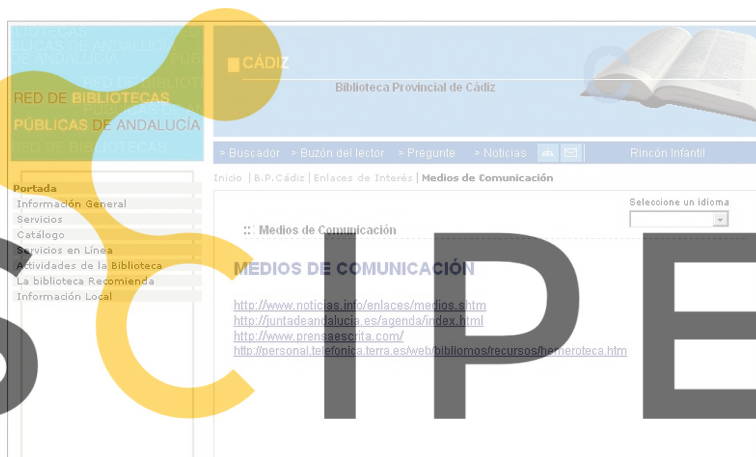 BLIOTECAS
RED DE BIBLIOTECAS
PÚBLICAS DE ANDALUCÍA
CÁDIZ
Biblioteca Provincial de Cádiz
> Buscador > Buzón del lector > Pregunte > Noticias Rincón Infantil
Inicio | B.P.Cádiz | Enlaces de Interés | Medios de Comunicación
Portada
Información General
Servicios
Catálogo
Servicios en Línea
Actividades de la Biblioteca
La biblioteca Recomienda
Información Local
Seleccione un idioma
:: Medios de Comunicación
MEDIOS DE COMUNICACIÓN
http://www.noticias.info/enlaces/medios.shtm
http://juntadeandalucia.es/agenda/index.html
http://www.prensaescrita.com/
http://personal.telefonica.terra.es/web/bibliomos/recursos/hemeroteca.htm
SCIPE